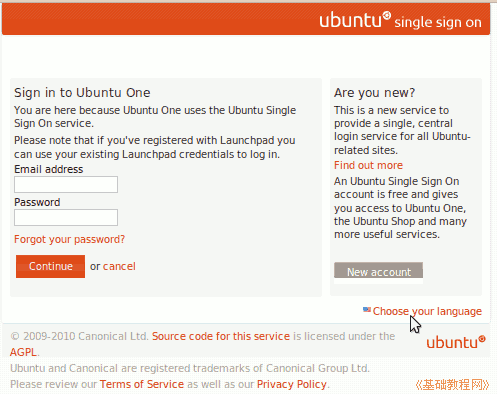 ubuntu single sign on
Sign in to Ubuntu One
You are here because Ubuntu One uses the Ubuntu Single
Sign On service.
Please note that if you've registered with Launchpad you
can use your existing Launchpad credentials to log in.
Email address
Password
Forgot your password?
Continue or cancel
Are you new?
This is a new service to
provide a single, central
login service for all Ubuntu-
related sites.
Find out more
An Ubuntu Single Sign On
account is free and gives
you access to Ubuntu One,
the Ubuntu Shop and many
more useful services.
New account
Choose your language
© 2009-2010 Canonical Ltd. Source code for this service is licensed under the
AGPL.
ubuntu
Ubuntu and Canonical are registered trademarks of Canonical Group Ltd.
Please review our Terms of Service as well as our Privacy Policy.
《基础教程网》